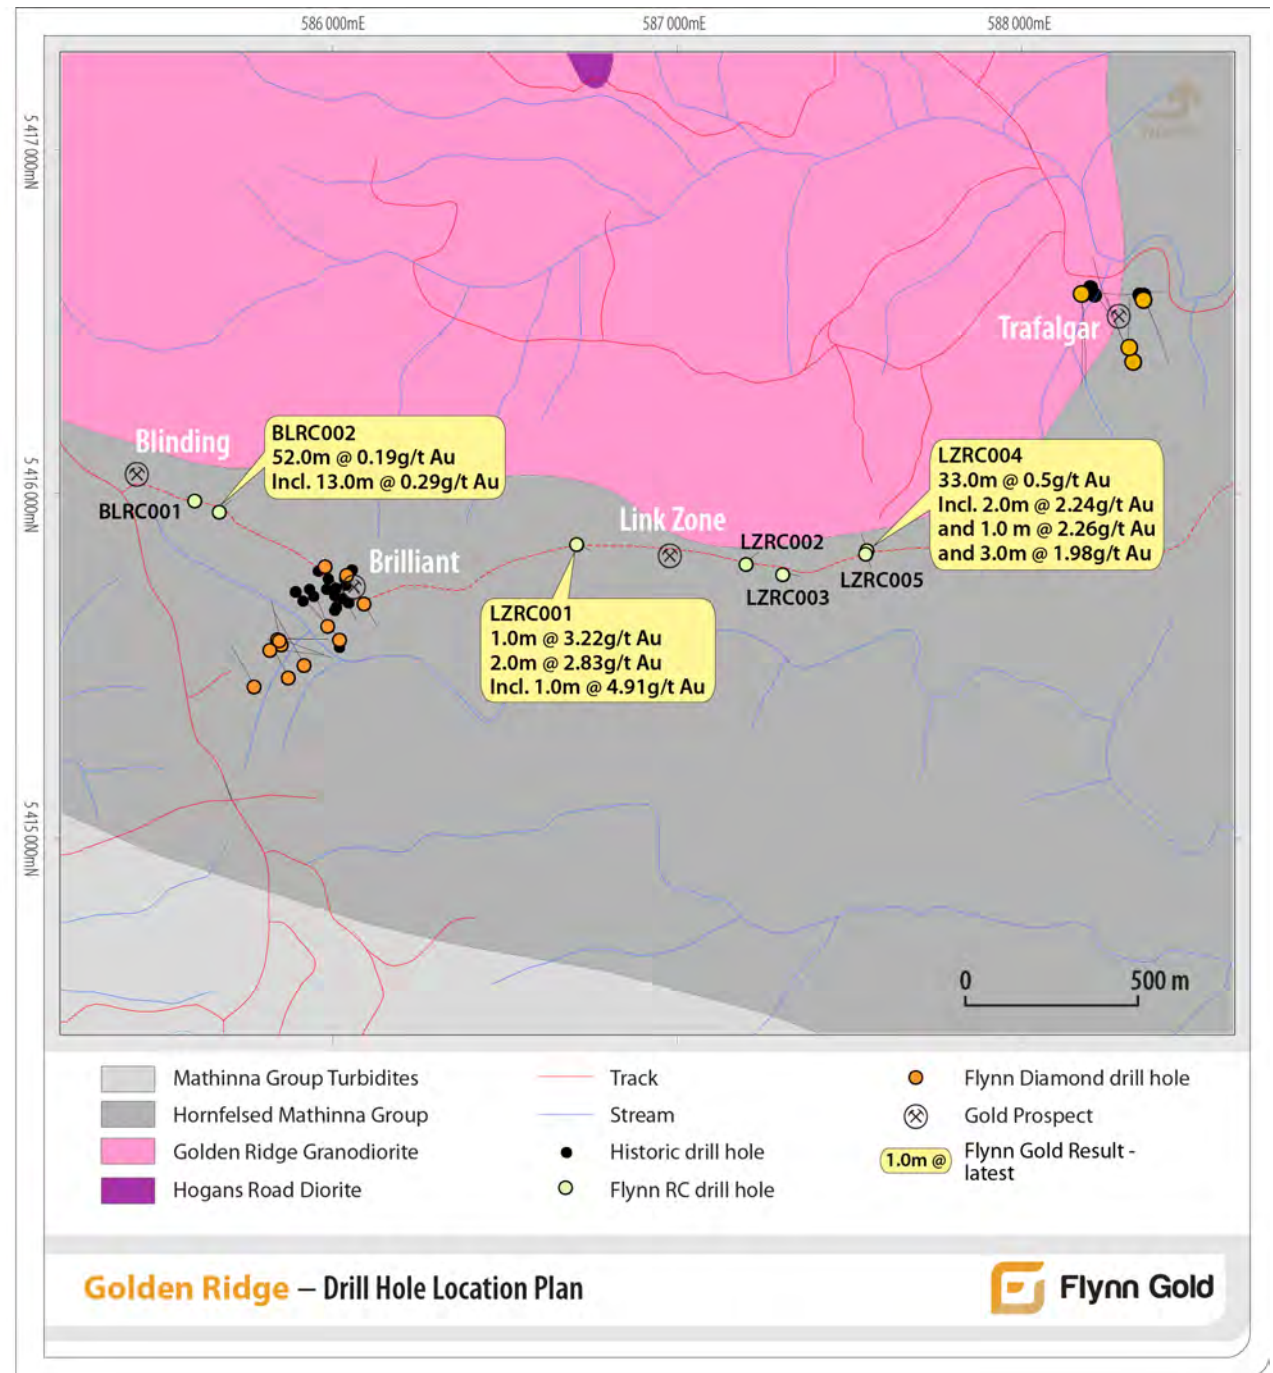 586 000mE
587 000mE
588 000mE
5 417 000mN
5 416 000mN
5 415 000mN
Trafalgar
Blinding
BLRC002
52.0m @ 0.19g/t Au
Incl. 13.0m @ 0.29g/t Au
BLRC001
LZRC004
33.0m @ 0.5g/t Au
Incl. 2.0m @ 2.24g/t Au
and 1.0 m @ 2.26g/t Au
and 3.0m @ 1.98g/t Au
Link Zone
LZRC002
Brilliant
LZRC003
LZRC005
LZRC001
1.0m @ 3.22g/t Au
2.0m @ 2.83g/t Au
Incl. 1.0m @ 4.91g/t Au
0 500 m
Mathinna Group Turbidites
Hornfelsed Mathinna Group
Golden Ridge Granodiorite
Hogans Road Diorite
Track
Stream
Historic drill hole
Flynn RC drill hole
Flynn Diamond drill hole
Gold Prospect
1.0m @
Flynn Gold Result -
latest
Golden Ridge – Drill Hole Location Plan
Flynn Gold